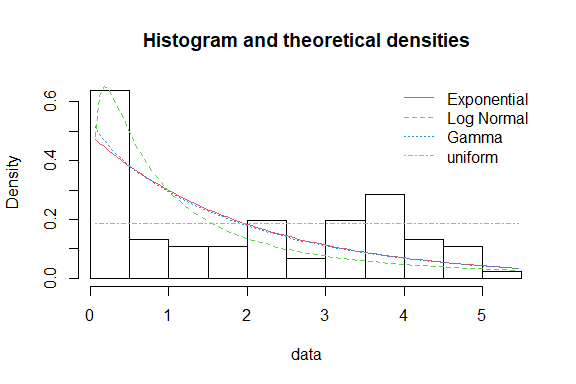 Histogram and theoretical densities
Exponential
Log Normal
Gamma
uniform
Density
0.6
0.4
0.2
0.0
0 1 2 3 4 5
data